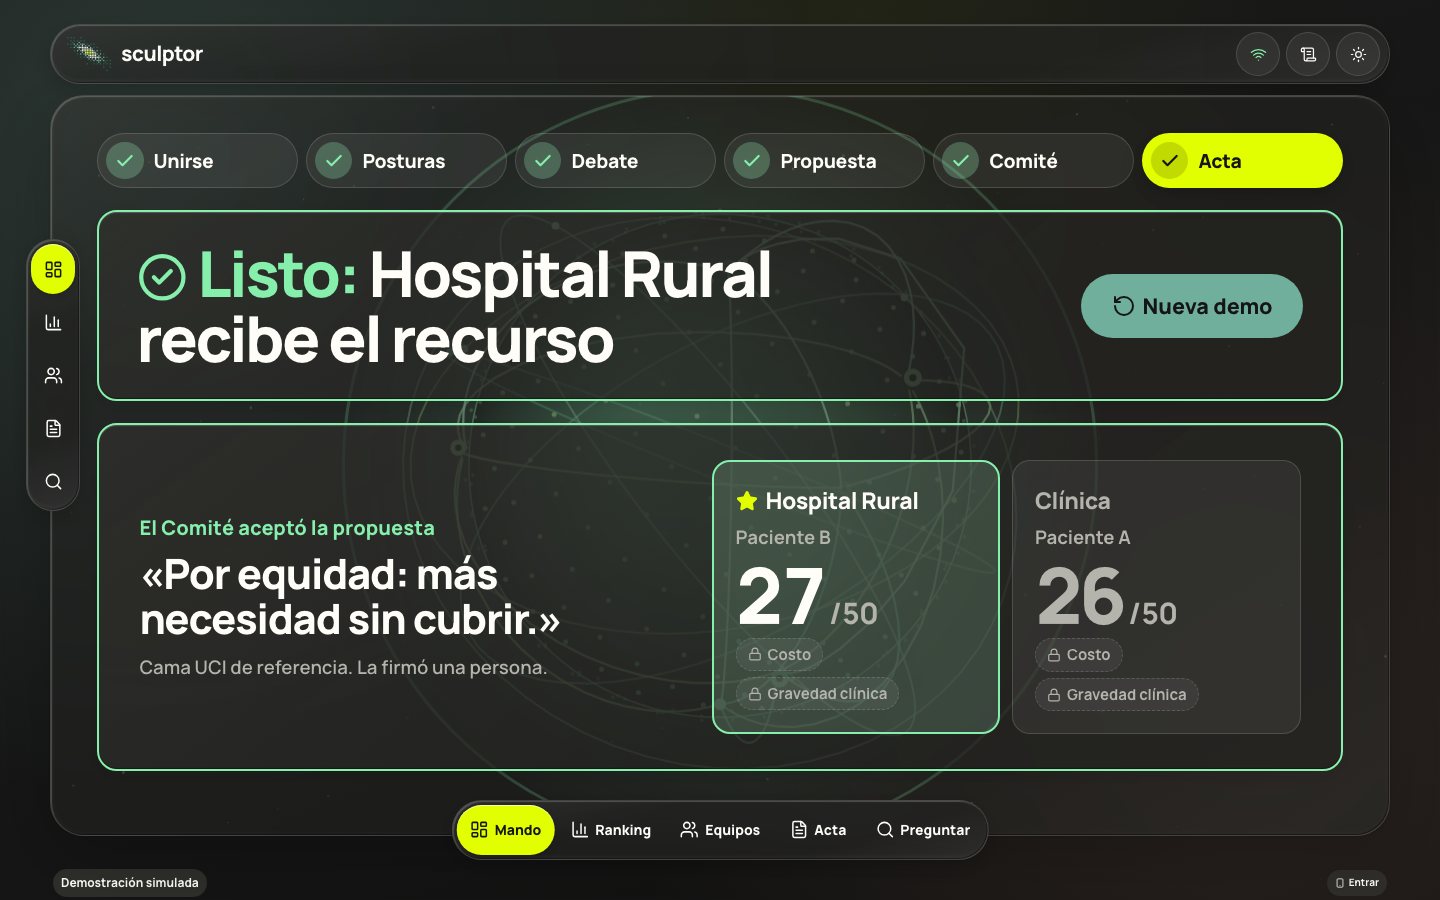 sculptor
Unirse
Posturas
Debate
Propuesta
Comité
Acta
Listo: Hospital Rural
recibe el recurso
Nueva demo
El Comité aceptó la propuesta
«Por equidad: más
necesidad sin cubrir.»
Cama UCI de referencia. La firmó una persona.
Hospital Rural
Paciente B
27 /50
Costo
Gravedad clínica
Clínica
Paciente A
26 /50
Costo
Gravedad clínica
Mando
Ranking
Equipos
Acta
Preguntar
Demostración simulada
Entrar